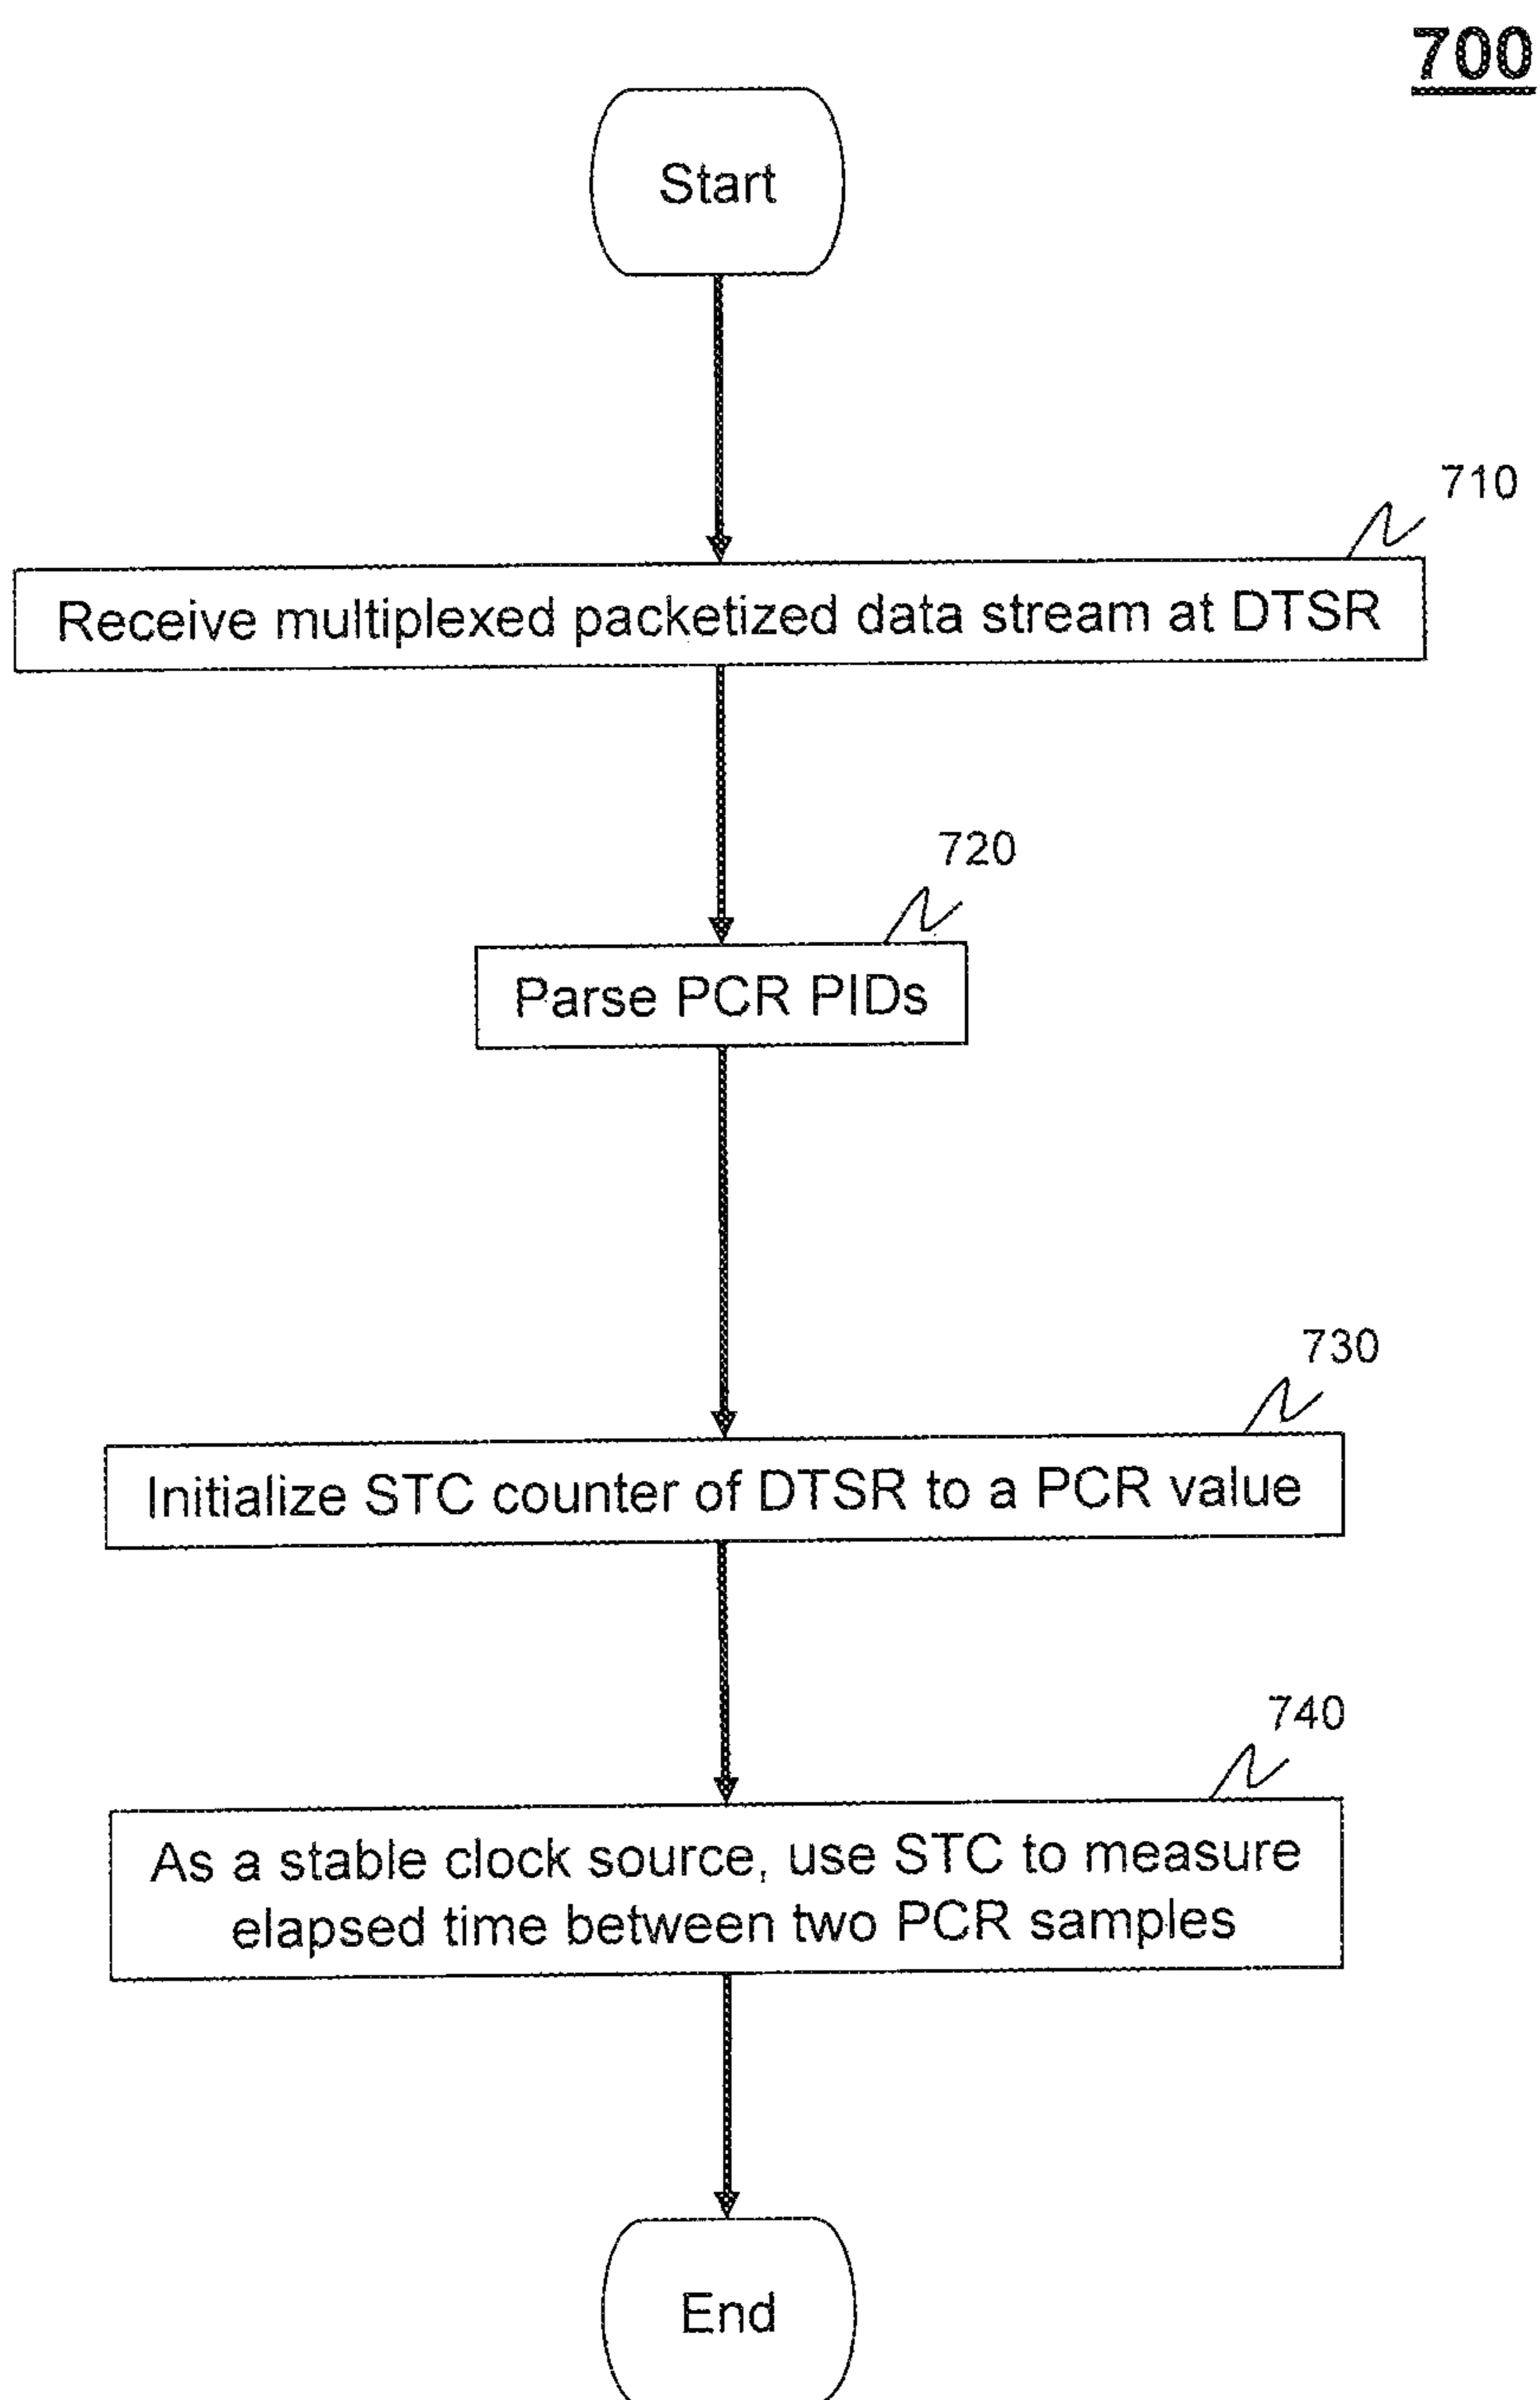 700
Start
710
Receive multiplexed packetized data stream at DTSR
720
Parse PCR PIDs
730
Initialize STC counter of DTSR to a PCR value
740
As a stable clock source, use STC to measure
elapsed time between two PCR samples
End